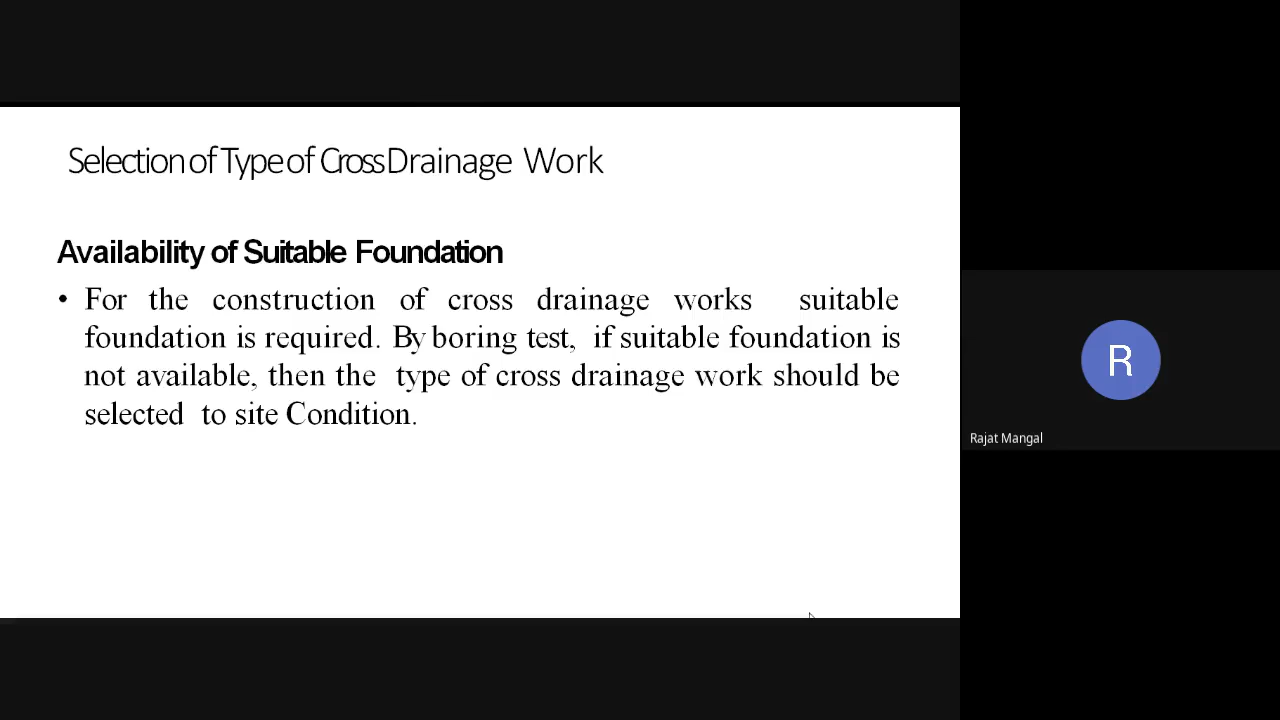 Selection of Type of Cross Drainage Work
Availability of Suitable Foundation
• For the construction of cross drainage works suitable
foundation is required. By boring test, if suitable foundation is
not available, then the type of cross drainage work should be
selected to site Condition.
R
Rajat Mangal